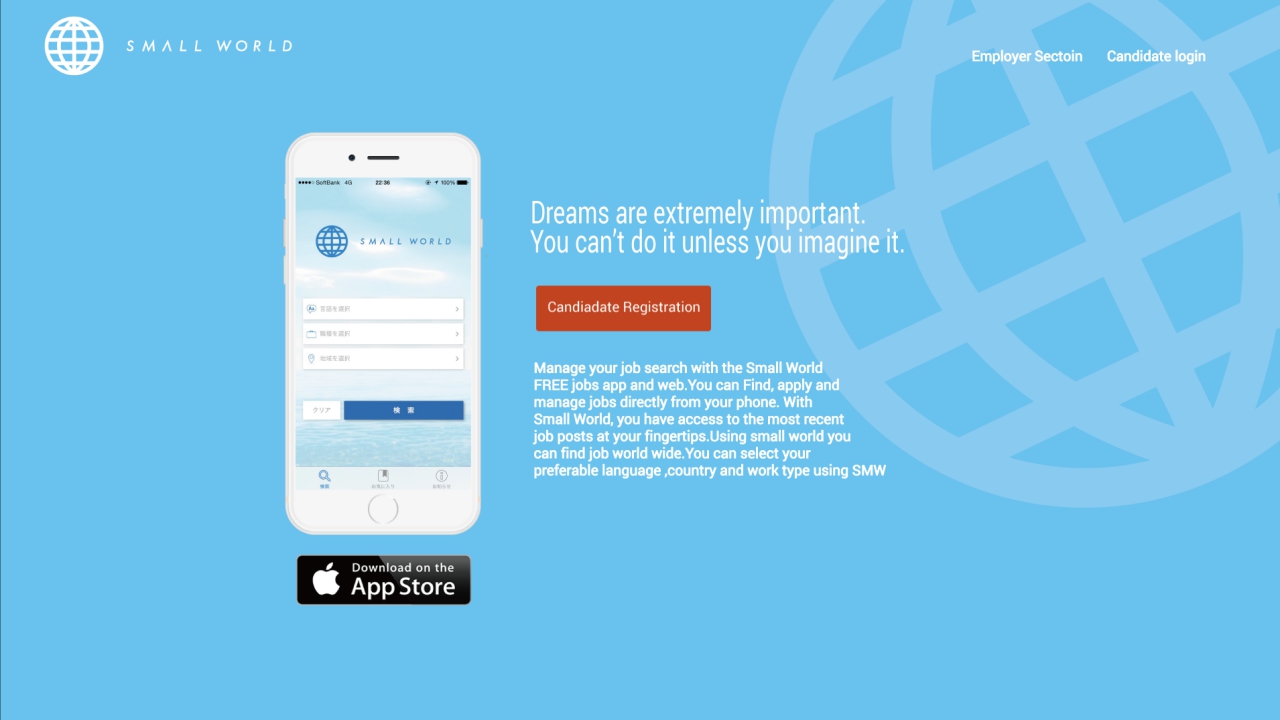 SMALL WORLD
Employer Sectoin
Candidate login
SoftBank 4G
22:36
100%
SMALL WORLD
言語を選択
職種を選択
地域を選択
クリア
検 索
検索
お気に入り
お知らせ
Download on the
App Store
Dreams are extremely important.
You can't do it unless you imagine it.
Candiadate Registration
Manage your job search with the Small World
FREE jobs app and web.You can Find, apply and
manage jobs directly from your phone. With
Small World, you have access to the most recent
job posts at your fingertips.Using small world you
can find job world wide.You can select your
preferable language ,country and work type using SMW